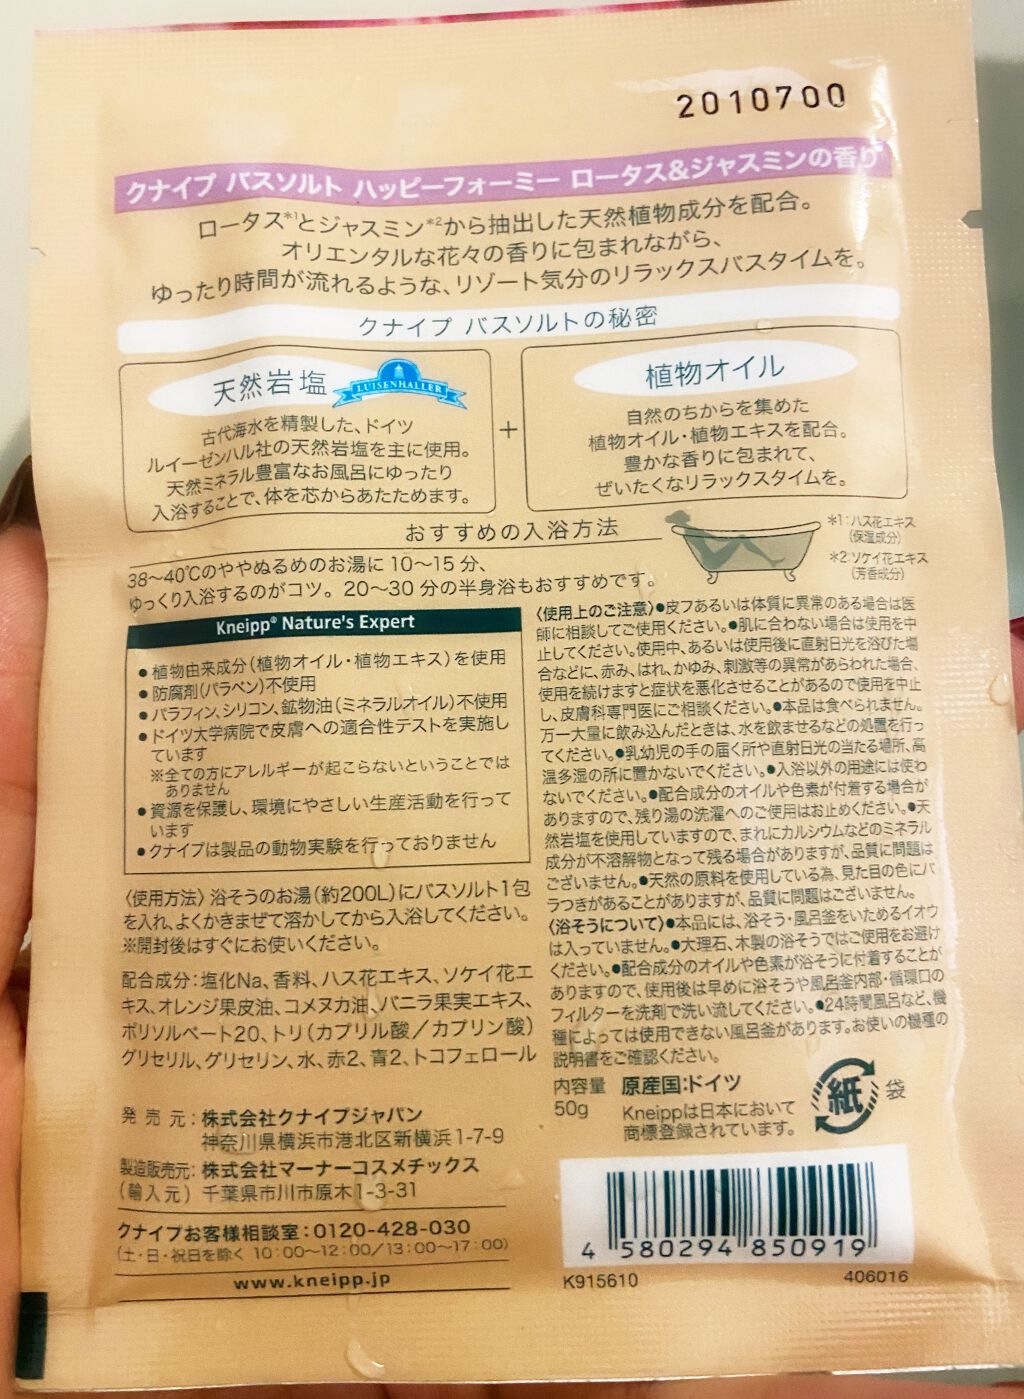 2010700
クナイプ バスソルト ハッピーフォーミー ロータス&ジャスミンの香り
ロータス*1とジャスミン*2から抽出した天然植物成分を配合。
オリエンタルな花々の香りに包まれながら、
ゆったり時間が流れるような、リゾート気分のリラックスバスタイムを。
クナイプ バスソルトの秘密
天然岩塩
LUISENHALLER
古代海水を精製した、ドイツ
ルイーゼンハル社の天然岩塩を主に使用。
天然ミネラル豊富なお風呂にゆったり
入浴することで、体を芯からあたためます。
+
植物オイル
自然のちからを集めた
植物オイル・植物エキスを配合。
豊かな香りに包まれて、
ぜいたくなリラックスタイムを。
おすすめの入浴方法
38〜40℃のややぬるめのお湯に 10〜15 分、
ゆっくり入浴するのがコツ。20〜30 分の半身浴もおすすめです。
*1:ハス花エキス
(保湿成分)
*2:ソケイ花エキス
(芳香成分)
Kneipp® Nature's Expert
●植物由来成分(植物オイル・植物エキス)を使用
●防腐剤(パラベン)不使用
●パラフィン、シリコン、鉱物油(ミネラルオイル)不使用
●ドイツ大学病院で皮膚への適合性テストを実施し
ています
※全ての方にアレルギーが起こらないということでは
ありません
●資源を保護し、環境にやさしい生産活動を行って
います
●クナイプは製品の動物実験を行っておりません
〈使用方法〉浴そうのお湯(約200L)にバスソルト1包
を入れ、よくかきまぜて溶かしてから入浴してください。
※開封後はすぐにお使いください。
配合成分:塩化Na、香料、ハス花エキス、ソケイ花エ
キス、オレンジ果皮油、コメヌカ油、バニラ果実エキス、
ポリソルベート20、トリ(カプリル酸/カプリン酸)
グリセリル、グリセリン、水、赤2、青2、トコフェロール
発 売 元:株式会社クナイプジャパン
神奈川県横浜市港北区新横浜1-7-9
製造販売元:株式会社マーナーコスメチックス
(輸入元) 千葉県市川市原木1-3-31
クナイプお客様相談室:0120-428-030
(土・日・祝日を除く 10:00〜12:00/13:00〜17:00)
www.kneipp.jp
〈使用上のご注意〉●皮フあるいは体質に異常のある場合は医
師に相談してご使用ください。●肌に合わない場合は使用を中
止してください。使用中、あるいは使用後に直射日光を浴びた場
合などに、赤み、はれ、かゆみ、刺激等の異常があらわれた場合、
使用を続けますと症状を悪化させることがあるので使用を中止
し、皮膚科専門医にご相談ください。●本品は食べられません。
万一大量に飲み込んだときは、水を飲ませるなどの処置を行っ
てください。●乳幼児の手の届く所や直射日光の当たる場所、高
温多湿の所に置かないでください。●入浴以外の用途には使わ
ないでください。●配合成分のオイルや色素が付着する場合が
ありますので、残り湯の洗濯へのご使用はお止めください。●天
然岩塩を使用していますので、まれにカルシウムなどのミネラル
成分が不溶解物となって残る場合がありますが、品質に問題は
ございません。●天然の原料を使用している為、見た目の色にバ
ラつきがあることがありますが、品質に問題はございません。
〈浴そうについて〉●本品には、浴そう・風呂釜をいためるイオウ
は入っていません。●大理石、木製の浴そうではご使用をお避け
ください。●配合成分のオイルや色素が浴そうに付着することが
ありますので、使用後は早めに浴そうや風呂釜内部・循環口の
フィルターを洗剤で洗い流してください。●24時間風呂など、機
種によっては使用できない風呂釜があります。お使いの機種の
説明書をご確認ください。
内容量 原産国:ドイツ
50g Kneippは日本において
商標登録されています。
紙 袋
4 580294 850919
K915610 406016